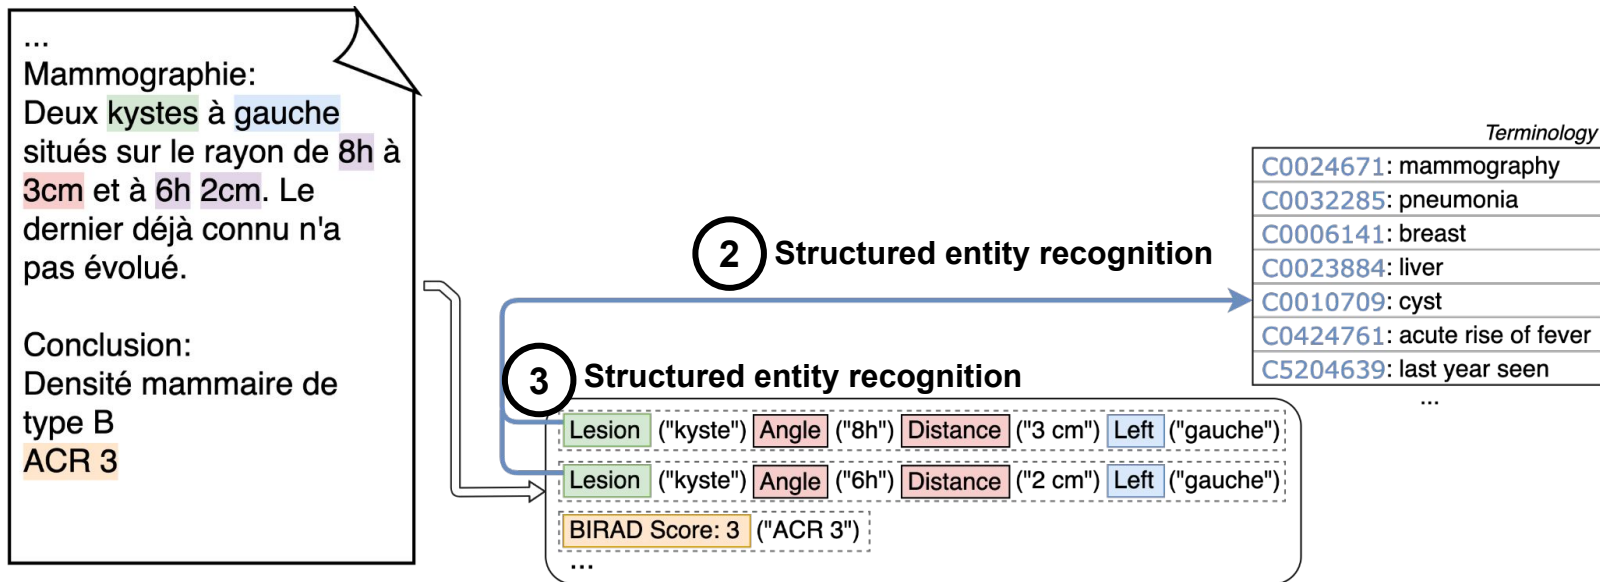 ...
Mammographie:
Deux kystes à gauche
situés sur le rayon de 8h à
3cm et à 6h 2cm. Le
dernier déjà connu n'a
pas évolué.
Conclusion:
Densité mammaire de
type B
ACR 3
Terminology
C0024671: mammography
C0032285: pneumonia
C0006141: breast
C0023884: liver
C0010709: cyst
C0424761: acute rise of fever
C5204639: last year seen
...
2 Structured entity recognition
3 Structured entity recognition
Lesion ("kyste") Angle ("8h") Distance ("3 cm") Left ("gauche")
Lesion ("kyste") Angle ("6h") Distance ("2 cm") Left ("gauche")
BIRAD Score: 3 ("ACR 3")
...